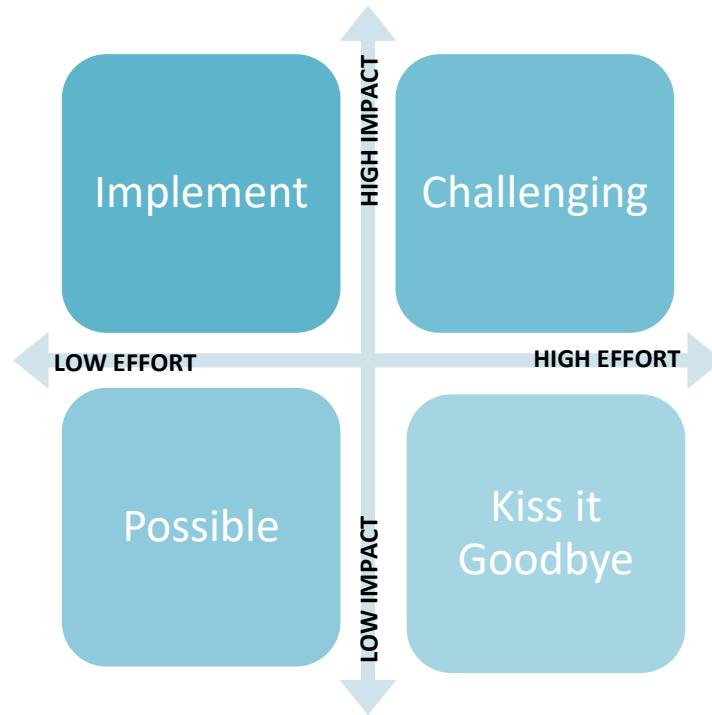 HIGH IMPACT
Implement
Challenging
LOW EFFORT
HIGH EFFORT
Possible
Kiss it
Goodbye
LOW IMPACT